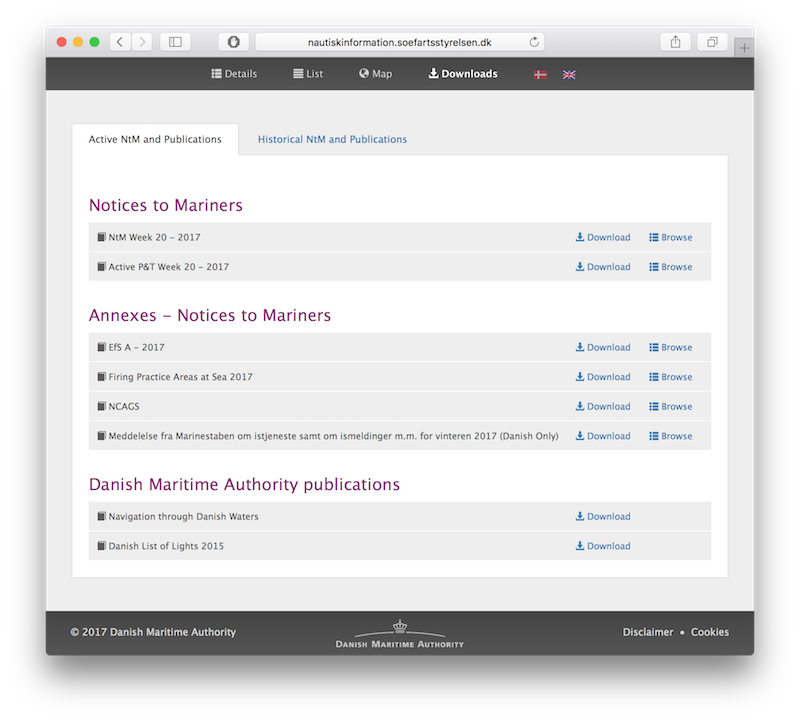 nautiskinformation.soefartsstyrelsen.dk
Details List Map Downloads
Active NtM and Publications Historical NtM and Publications
Notices to Mariners
NtM Week 20 - 2017 Download Browse
Active P&T Week 20 - 2017 Download Browse
Annexes - Notices to Mariners
EfS A - 2017 Download Browse
Firing Practice Areas at Sea 2017 Download Browse
NCAGS Download Browse
Meddelelse fra Marinestaben om istjeneste samt om ismeldinger m.m. for vinteren 2017 (Danish Only) Download Browse
Danish Maritime Authority publications
Navigation through Danish Waters Download
Danish List of Lights 2015 Download
© 2017 Danish Maritime Authority DANISH MARITIME AUTHORITY Disclaimer • Cookies